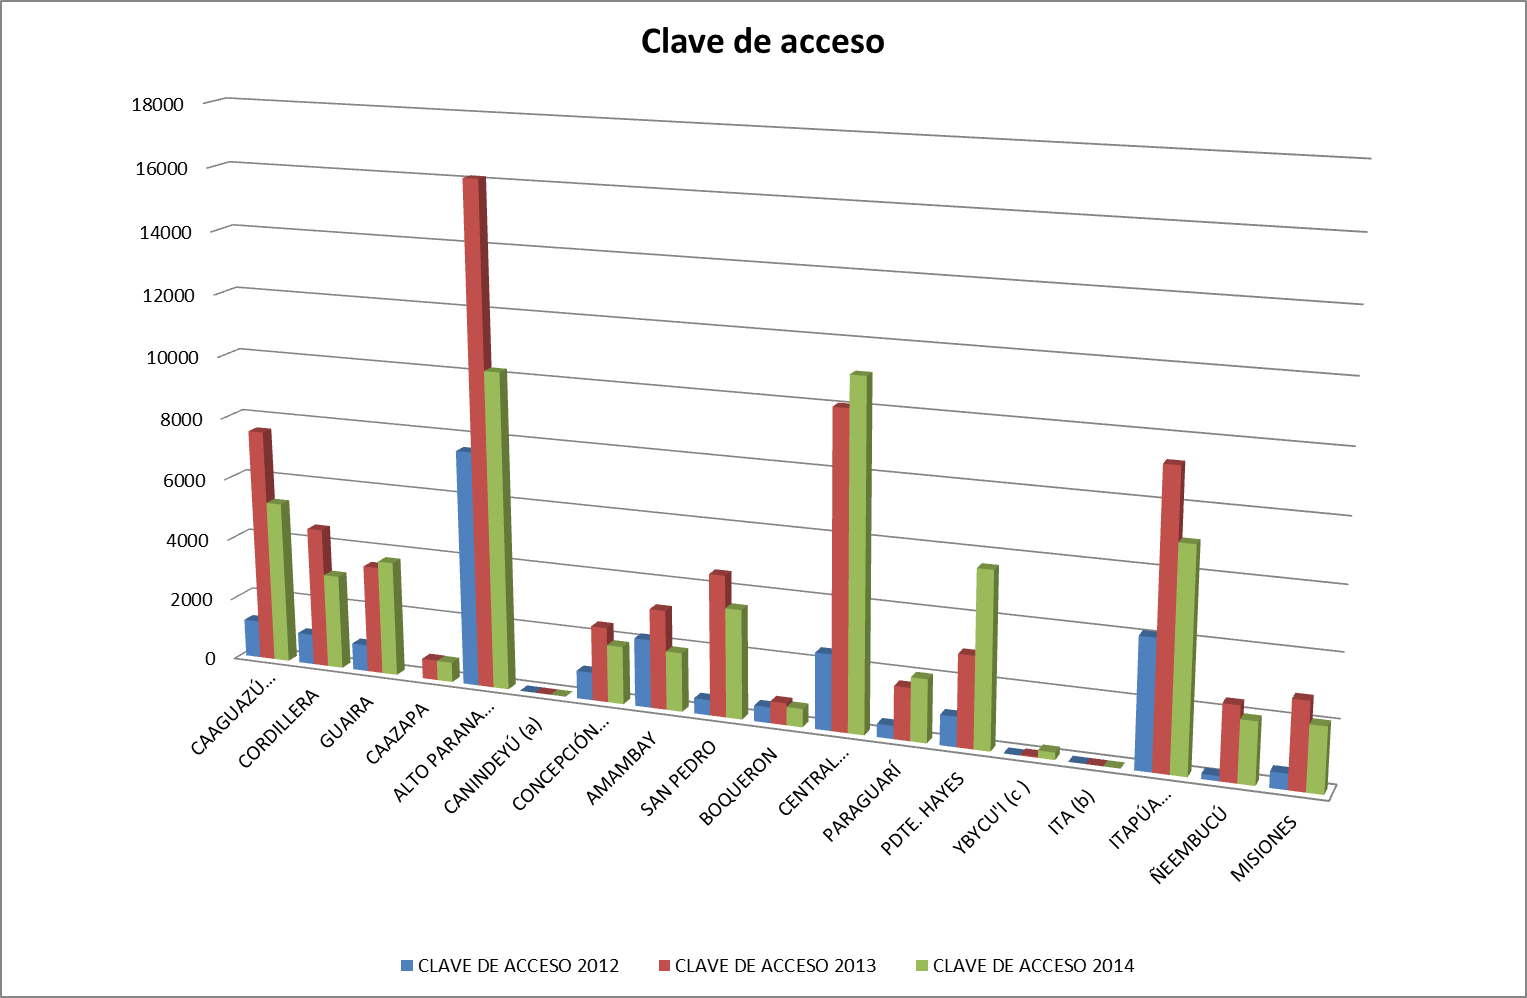 Clave de acceso
18000
16000
14000
12000
10000
8000
6000
4000
2000
0
CAAGUAZÚ...
CORDILLERA
GUAIRA
CAAZAPA
ALTO PARANA...
CANINDEYÚ (a)
CONCEPCIÓN...
AMAMBAY
SAN PEDRO
BOQUERON
CENTRAL...
PARAGUARÍ
PDTE. HAYES
YBYCU'I (c )
ITA (b)
ITAPÚA...
ÑEEMBUCÚ
MISIONES
CLAVE DE ACCESO 2012 CLAVE DE ACCESO 2013 CLAVE DE ACCESO 2014